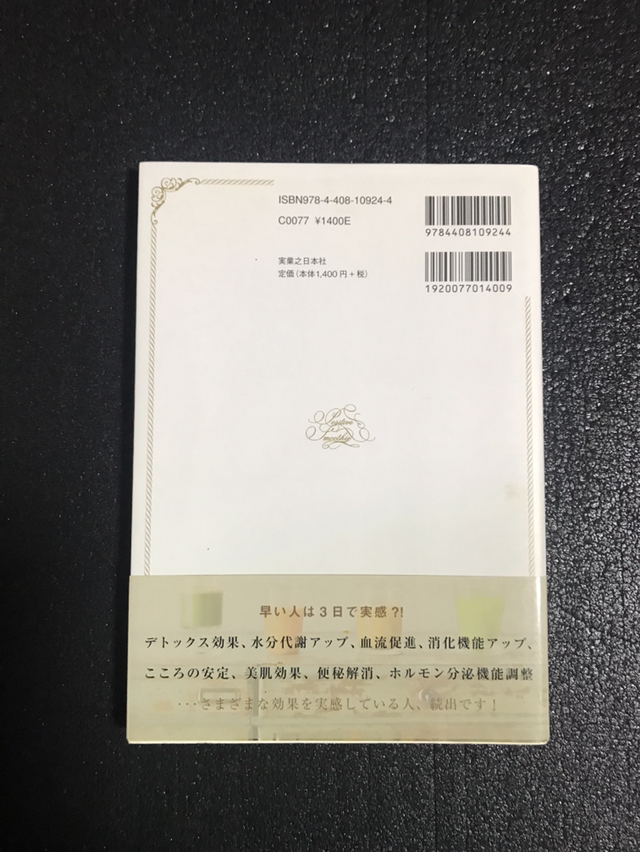 ISBN978-4-408-10924-4
C0077 ¥1400E
9784408109244
実業之日本社
定価(本体1,400円+税)
1920077014009
Positive
Smoothie
早い人は3日で実感?!
デトックス効果、水分代謝アップ、血流促進、消化機能アップ、
こころの安定、美肌効果、便秘解消、ホルモン分泌機能調整
･･･さまざまな効果を実感している人、続出です!